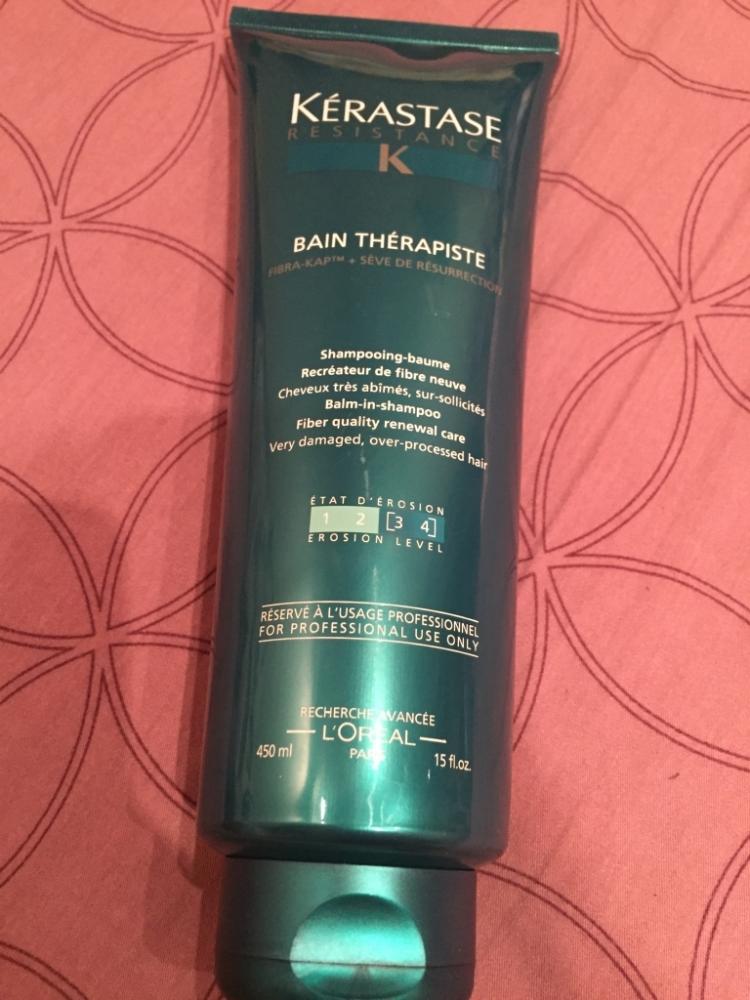 KÉRASTASE
RESISTANCE
K
BAIN THÉRAPISTE
FIBRA-KAP™ + SÈVE DE RÉSURRECTION
Shampooing-baume
Recréateur de fibre neuve
Cheveux très abîmés, sur-sollicités
Balm-in-shampoo
Fiber quality renewal care
Very damaged, over-processed hair
ÉTAT D'ÉROSION
1 2 [3 4]
EROSION LEVEL
RÉSERVÉ À L'USAGE PROFESSIONNEL
FOR PROFESSIONAL USE ONLY
RECHERCHE AVANCÉE
L'ORÉAL
PARIS
450 ml 15 fl.oz.